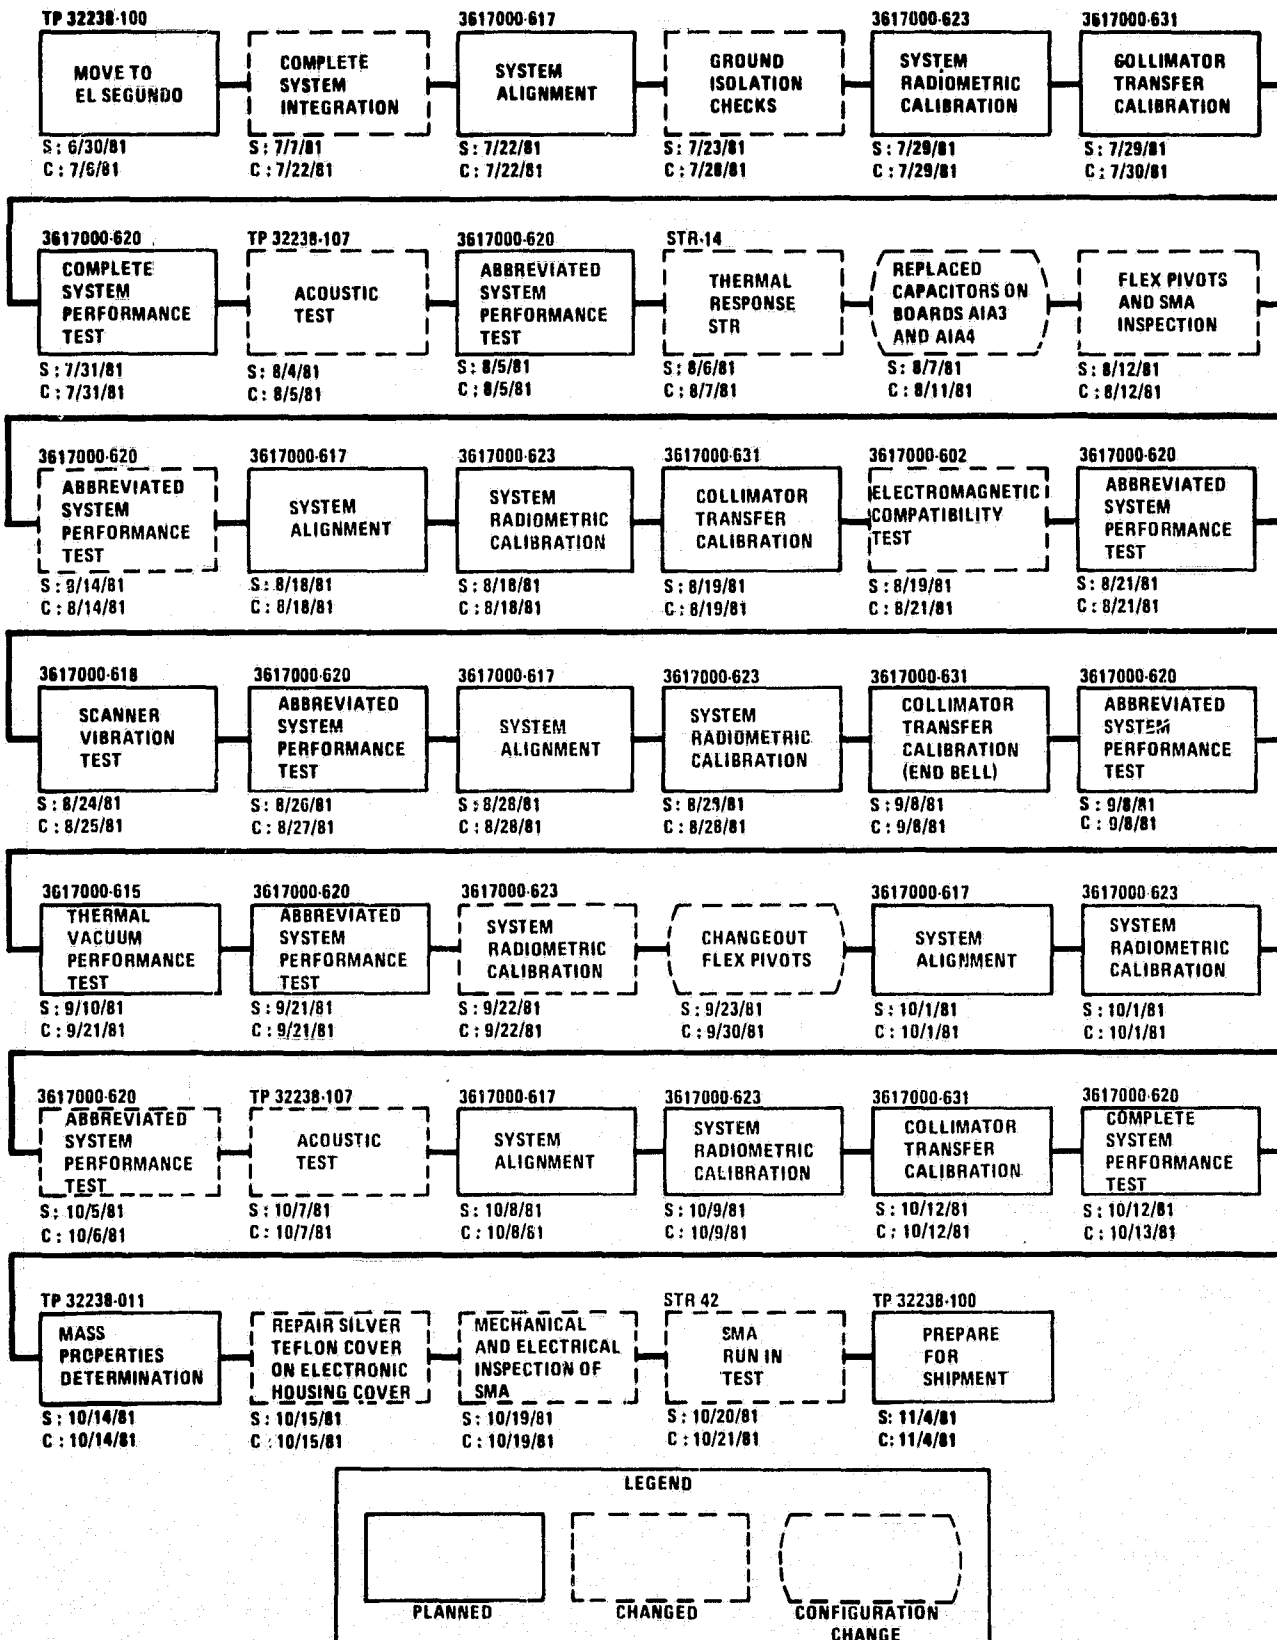 TP 32238-100
MOVE TO
EL SEGUNDO
S: 6/30/81
C: 7/6/81
COMPLETE
SYSTEM
INTEGRATION
S: 7/7/81
C: 7/22/81
3617000-617
SYSTEM
ALIGNMENT
S: 7/22/81
C: 7/22/81
GROUND
ISOLATION
CHECKS
S: 7/23/81
C: 7/28/81
3617000-623
SYSTEM
RADIOMETRIC
CALIBRATION
S: 7/29/81
C: 7/29/81
3617000-631
GOLLIMATOR
TRANSFER
CALIBRATION
S: 7/29/81
C: 7/30/81
3617000-620
COMPLETE
SYSTEM
PERFORMANCE
TEST
S: 7/31/81
C: 7/31/81
TP 32238-107
ACOUSTIC
TEST
S: 8/4/81
C: 8/5/81
3617000-620
ABBREVIATED
SYSTEM
PERFORMANCE
TEST
S: 8/5/81
C: 8/5/81
STR-14
THERMAL
RESPONSE
STR
S: 8/6/81
C: 8/7/81
REPLACED
CAPACITORS ON
BOARDS AIA3
AND AIA4
S: 8/7/81
C: 8/11/81
FLEX PIVOTS
AND SMA
INSPECTION
S: 8/12/81
C: 8/12/81
3617000-620
ABBREVIATED
SYSTEM
PERFORMANCE
TEST
S: 8/14/81
C: 8/14/81
3617000-617
SYSTEM
ALIGNMENT
S: 8/18/81
C: 8/18/81
3617000-623
SYSTEM
RADIOMETRIC
CALIBRATION
S: 8/18/81
C: 8/18/81
3617000-631
COLLIMATOR
TRANSFER
CALIBRATION
S: 8/19/81
C: 8/19/81
3617000-602
ELECTROMAGNETIC
COMPATIBILITY
TEST
S: 8/19/81
C: 8/21/81
3617000-620
ABBREVIATED
SYSTEM
PERFORMANCE
TEST
S: 8/21/81
C: 8/21/81
3617000-618
SCANNER
VIBRATION
TEST
S: 8/24/81
C: 8/25/81
3617000-620
ABBREVIATED
SYSTEM
PERFORMANCE
TEST
S: 8/26/81
C: 8/27/81
3617000-617
SYSTEM
ALIGNMENT
S: 8/28/81
C: 8/28/81
3617000-623
SYSTEM
RADIOMETRIC
CALIBRATION
S:
C: 8/28/81
3617000-631
COLLIMATOR
TRANSFER
CALIBRATION
(END BELL)
S: 9/8/81
C: 9/8/81
3617000-620
ABBREVIATED
SYSTEM
PERFORMANCE
TEST
S: 9/8/81
C: 9/8/81
3617000-615
THERMAL
VACUUM
PERFORMANCE
TEST
S: 9/10/81
C: 9/21/81
3617000-620
ABBREVIATED
SYSTEM
PERFORMANCE
TEST
S: 9/21/81
C: 9/21/81
3617000-623
SYSTEM
RADIOMETRIC
CALIBRATION
S: 9/22/81
C: 9/22/81
CHANGEOUT
FLEX PIVOTS
S: 9/23/81
C: 9/30/81
3617000-617
SYSTEM
ALIGNMENT
S: 10/1/81
C: 10/1/81
3617000-623
SYSTEM
RADIOMETRIC
CALIBRATION
S: 10/1/81
C: 10/1/81
3617000-620
ABBREVIATED
SYSTEM
PERFORMANCE
TEST
S: 10/5/81
C: 10/6/81
TP 32238-107
ACOUSTIC
TEST
S: 10/7/81
C: 10/7/81
3617000-617
SYSTEM
ALIGNMENT
S: 10/8/81
C: 10/8/81
3617000-623
SYSTEM
RADIOMETRIC
CALIBRATION
S: 10/9/81
C: 10/9/81
3617000-631
COLLIMATOR
TRANSFER
CALIBRATION
S: 10/12/81
C: 10/12/81
3617000-620
COMPLETE
SYSTEM
PERFORMANCE
TEST
S: 10/12/81
C: 10/13/81
TP 32238-011
MASS
PROPERTIES
DETERMINATION
S: 10/14/81
C: 10/14/81
REPAIR SILVER
TEFLON COVER
ON ELECTRONIC
HOUSING COVER
S: 10/15/81
C: 10/15/81
MECHANICAL
AND ELECTRICAL
INSPECTION OF
SMA
S: 10/19/81
C: 10/19/81
STR 42
SMA
RUN IN
TEST
S: 10/20/81
C: 10/21/81
TP 32238-100
PREPARE
FOR
SHIPMENT
S: 11/4/81
C: 11/4/81
LEGEND
PLANNED
CHANGED
CONFIGURATION
CHANGE